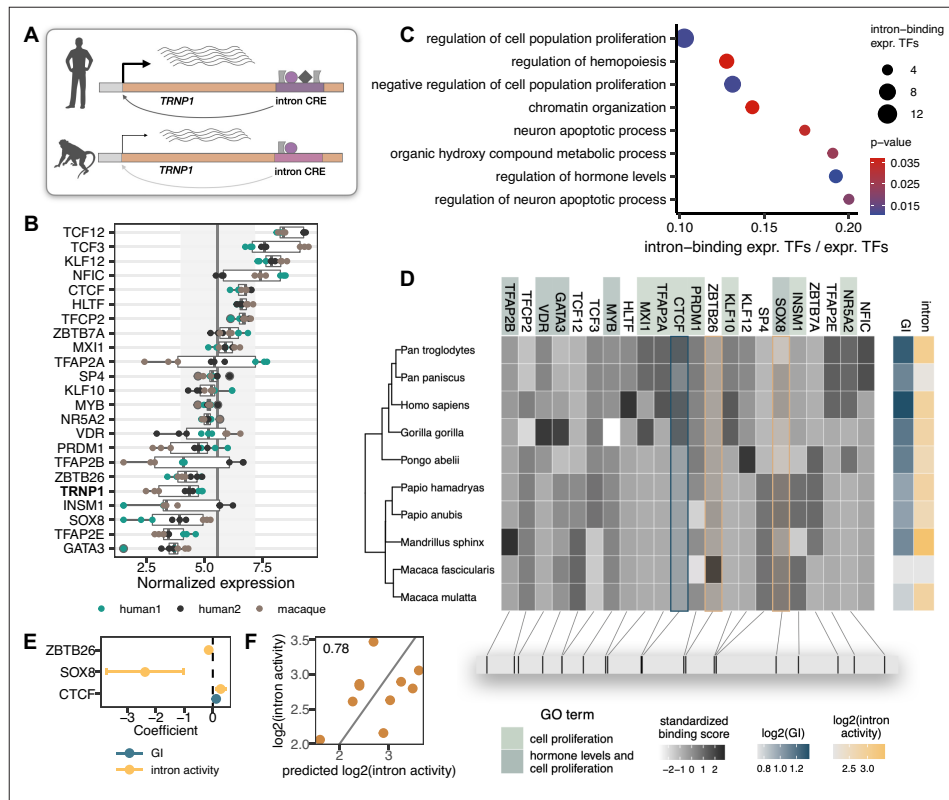 A
TRNP1
intron CRE
TRNP1
intron CRE
B
TCF12
TCF3
KLF12
NFIC
CTCF
HLTF
TFCP2
ZBTB7A
MXI1
TFAP2A
SP4
KLF10
MYB
NR5A2
VDR
PRDM1
TFAP2B
ZBTB26
TRNP1
INSM1
SOX8
TFAP2E
GATA3
2.5 5.0 7.5
Normalized expression
human1 human2 macaque
C
regulation of cell population proliferation
regulation of hemopoiesis
negative regulation of cell population proliferation
chromatin organization
neuron apoptotic process
organic hydroxy compound metabolic process
regulation of hormone levels
regulation of neuron apoptotic process
0.10 0.15 0.20
intron-binding expr. TFs / expr. TFs
intron-binding
expr. TFs
4
8
12
p-value
0.035
0.025
0.015
D
TFAP2B
TFCP2
VDR
GATA3
TCF12
TCF3
MYB
HLTF
MXI1
TFAP2A
CTCF
PRDM1
ZBTB26
KLF10
KLF12
SP4
SOX8
INSM1
ZBTB7A
TFAP2E
NR5A2
NFIC
GI
intron
Pan troglodytes
Pan paniscus
Homo sapiens
Gorilla gorilla
Pongo abelii
Papio hamadryas
Papio anubis
Mandrillus sphinx
Macaca fascicularis
Macaca mulatta
GO term
cell proliferation
hormone levels and
cell proliferation
standardized
binding score
-2-1 0 1 2
log2(GI)
0.8 1.0 1.2
log2(intron
activity)
2.5 3.0
E
ZBTB26
SOX8
CTCF
-3 -2 -1 0
Coefficient
GI
intron activity
F
0.78
3.5
3.0
2.5
2.0
log2(intron activity)
2 3
predicted log2(intron activity)